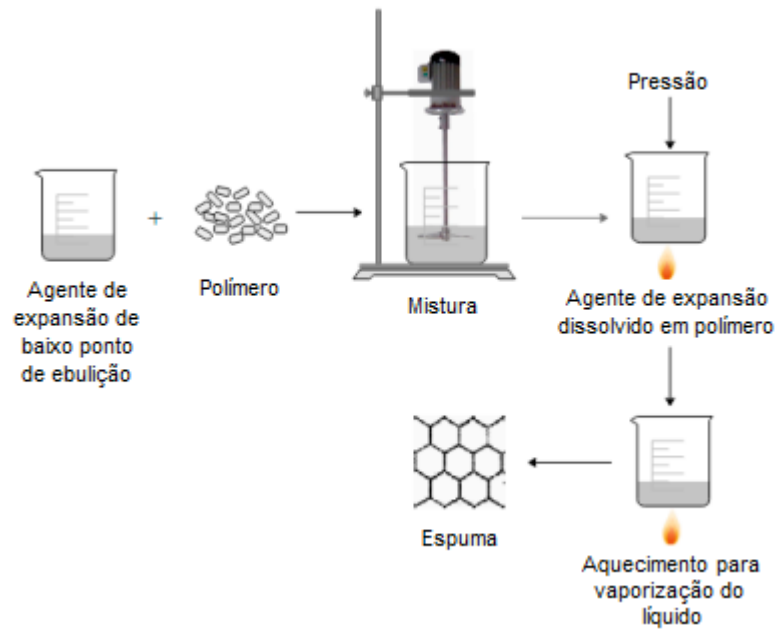 Pressão
+
Agente de
expansão de
baixo ponto
de ebulição
Polímero
Mistura
Agente de expansão
dissolvido em polímero
Espuma
Aquecimento para
vaporização do
líquido